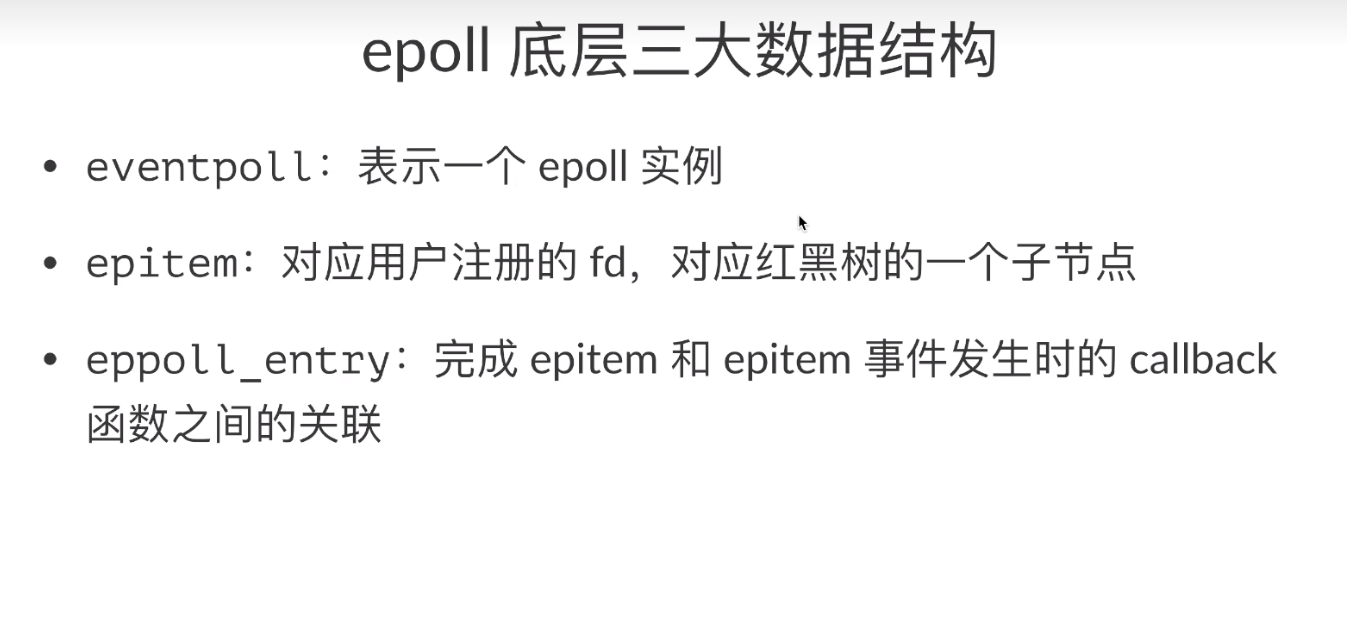 epoll 底层三大数据结构
• eventpoll：表示一个 epoll 实例
• epitem：对应用户注册的 fd，对应红黑树的一个子节点
• eppoll_entry：完成 epitem 和 epitem 事件发生时的 callback
函数之间的关联